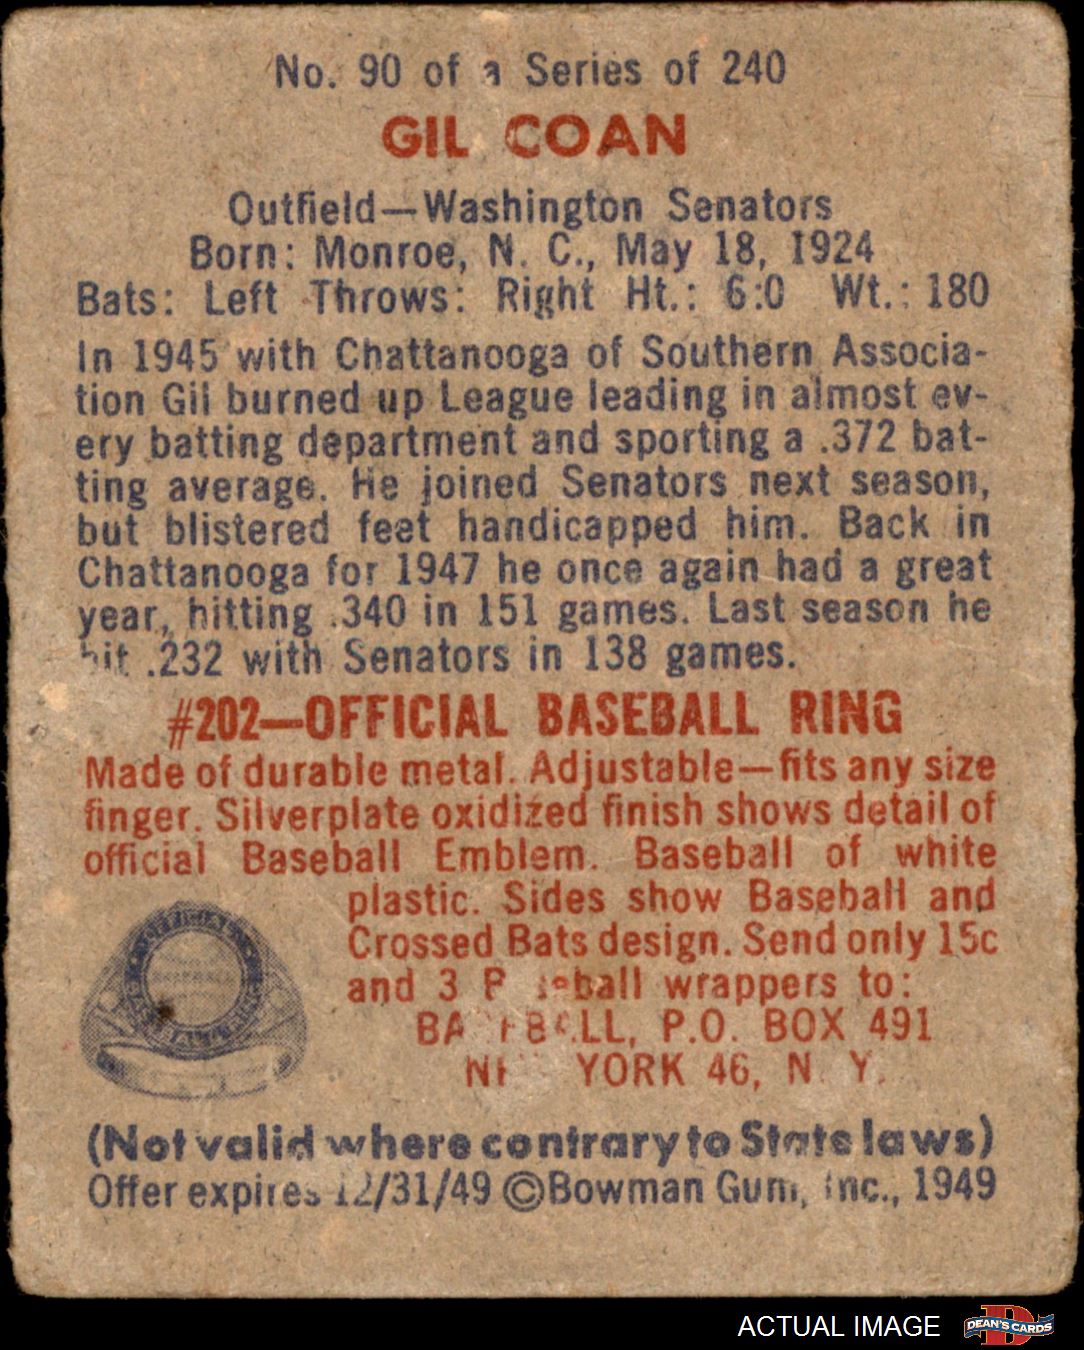 No. 90 of a Series of 240
GIL COAN
Outfield—Washington Senators
Born: Monroe, N. C., May 18, 1924
Bats: Left Throws: Right Ht.: 6:0 Wt.: 180
In 1945 with Chattanooga of Southern Associa-
tion Gil burned up League leading in almost ev-
ery batting department and sporting a .372 bat-
ting average. He joined Senators next season,
but blistered feet handicapped him. Back in
Chattanooga for 1947 he once again had a great
year, hitting .340 in 151 games. Last season he
hit .232 with Senators in 138 games.
#202—OFFICIAL BASEBALL RING
Made of durable metal. Adjustable—fits any size
finger. Silverplate oxidized finish shows detail of
official Baseball Emblem. Baseball of white
plastic. Sides show Baseball and
Crossed Bats design. Send only 15c
and 3 Baseball wrappers to:
BASEBALL, P.O. BOX 491
NEW YORK 46, N. Y.
OFFICIAL
(Not valid where contrary to State laws)
Offer expires 12/31/49 ©Bowman Gum, Inc., 1949
ACTUAL IMAGE
DEAN'S CARDS